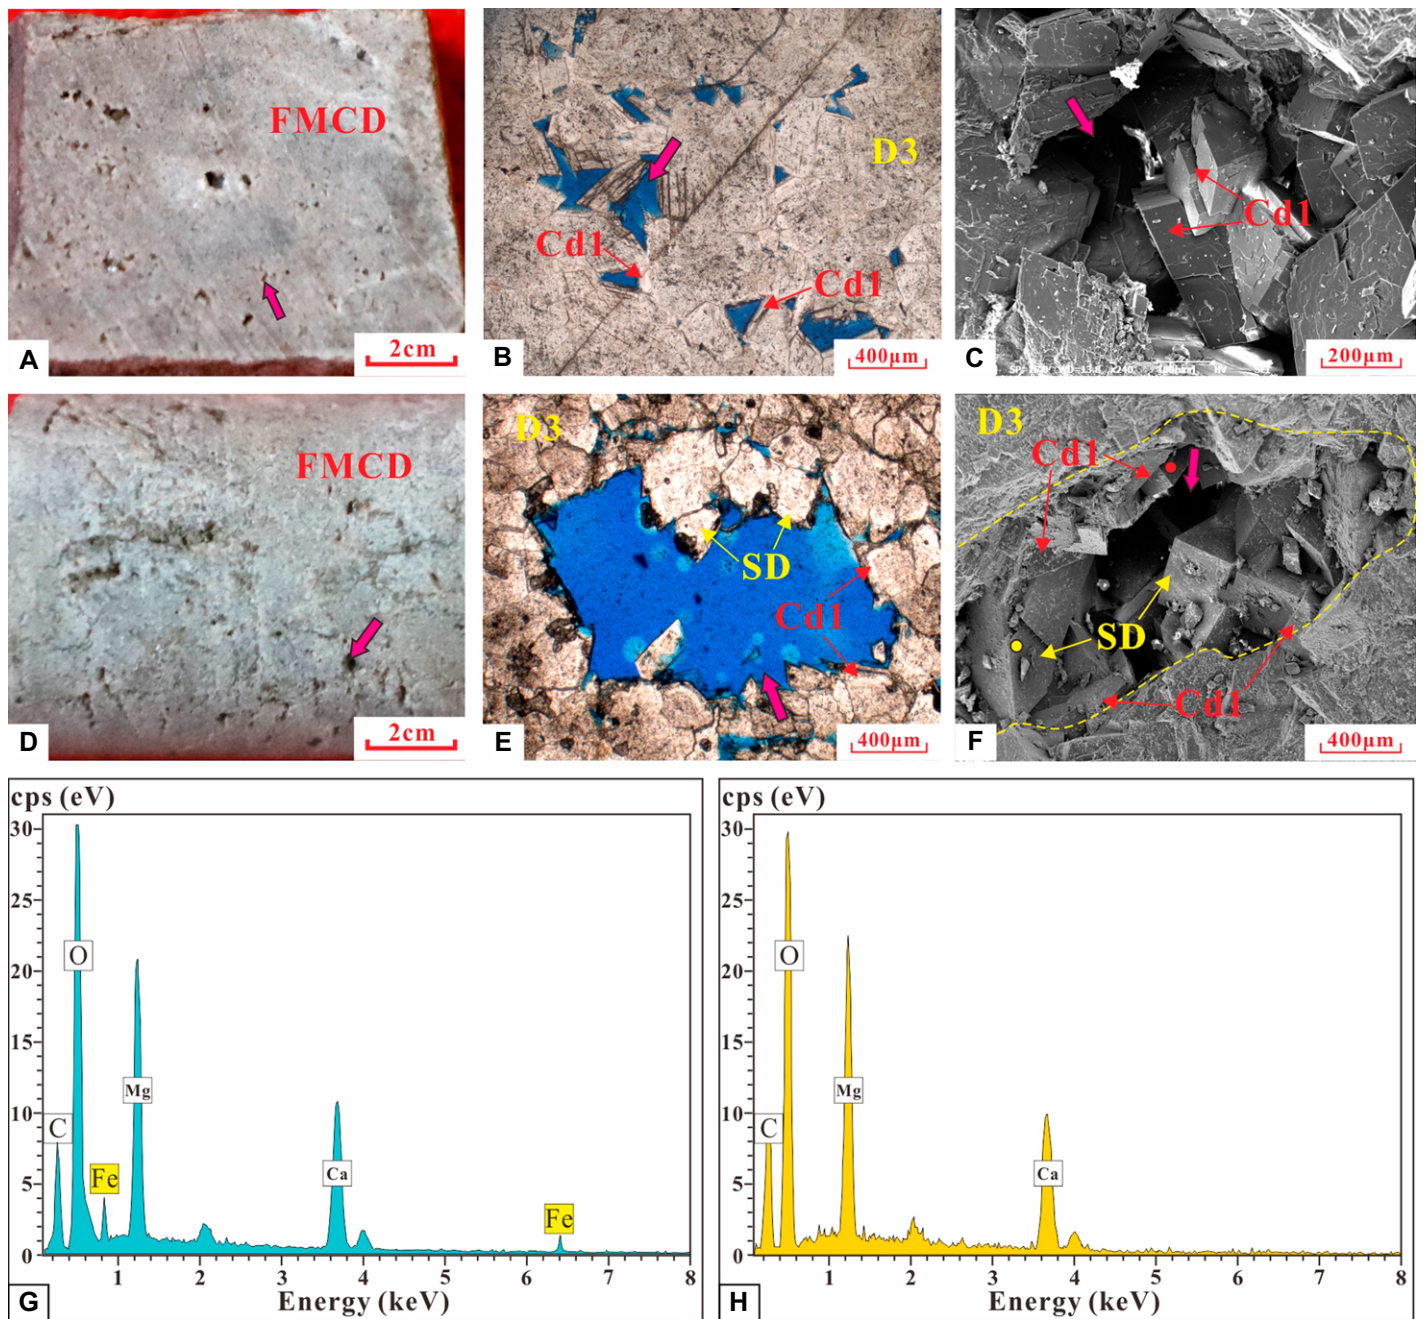 FMCD
2cm
A
D3
Cd1
Cd1
400μm
B
Cd1
200μm
C
FMCD
2cm
D
D3
SD
Cd1
400μm
E
D3
Cd1
SD
Cd1
400μm
F
cps (eV)
30
25
20
15
10
5
0
O
Mg
C
Fe
Ca
Fe
1 2 3 4 5 6 7 8
Energy (keV)
G
cps (eV)
30
25
20
15
10
5
0
O
Mg
C
Ca
1 2 3 4 5 6 7 8
Energy (keV)
H